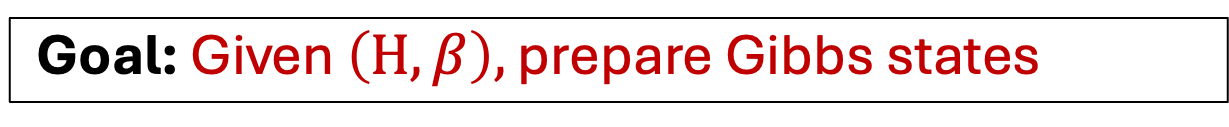 Goal: Given (H, β), prepare Gibbs states